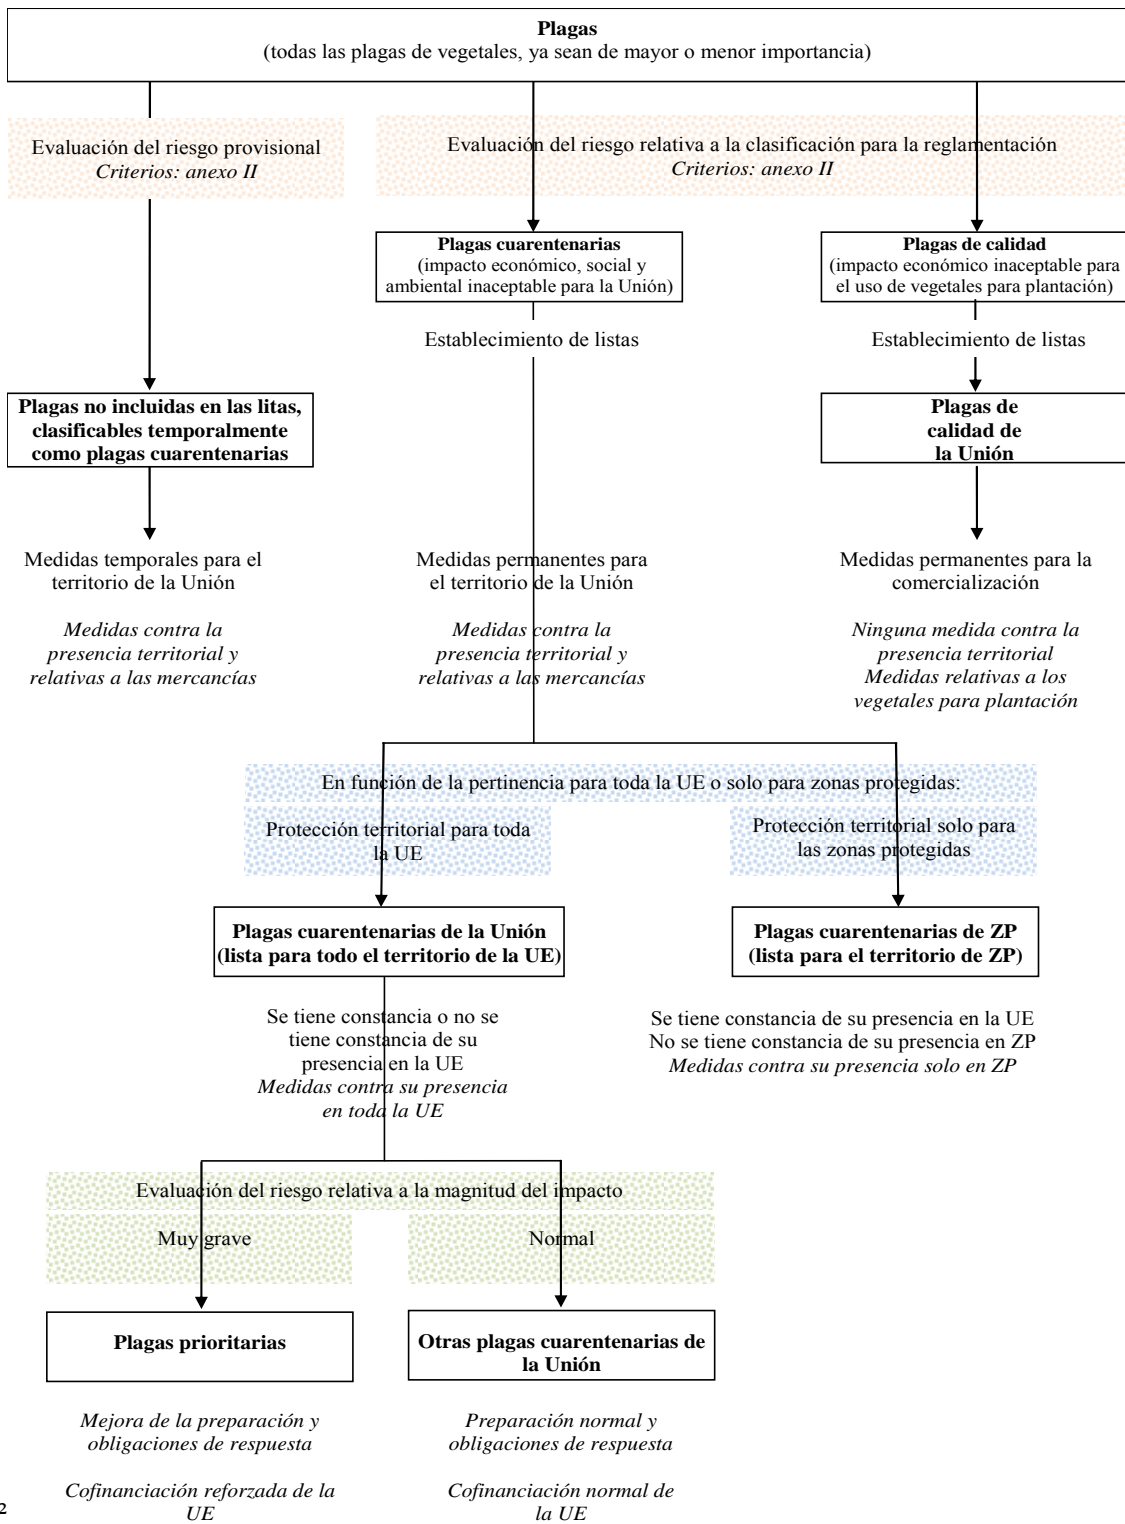 Plagas
(todas las plagas de vegetales, ya sean de mayor o menor importancia)
Evaluación del riesgo provisional
Criterios: anexo II
Evaluación del riesgo relativa a la clasificación para la reglamentación
Criterios: anexo II
Plagas cuarentenarias
(impacto económico, social y
ambiental inaceptable para la Unión)
Plagas de calidad
(impacto económico inaceptable para
el uso de vegetales para plantación)
Establecimiento de listas
Establecimiento de listas
Plagas no incluidas en las litas,
clasificables temporalmente
como plagas cuarentenarias
Plagas de
calidad de
la Unión
Medidas temporales para el
territorio de la Unión
Medidas contra la
presencia territorial y
relativas a las mercancías
Medidas permanentes para
el territorio de la Unión
Medidas contra la
presencia territorial y
relativas a las mercancías
Medidas permanentes para la
comercialización
Ninguna medida contra la
presencia territorial
Medidas relativas a los
vegetales para plantación
En función de la pertinencia para toda la UE o solo para zonas protegidas:
Protección territorial para toda
la UE
Protección territorial solo para
las zonas protegidas
Plagas cuarentenarias de la Unión
(lista para todo el territorio de la UE)
Plagas cuarentenarias de ZP
(lista para el territorio de ZP)
Se tiene constancia o no se
tiene constancia de su
presencia en la UE
Medidas contra su presencia
en toda la UE
Se tiene constancia de su presencia en la UE
No se tiene constancia de su presencia en ZP
Medidas contra su presencia solo en ZP
Evaluación del riesgo relativa a la magnitud del impacto
Muy grave
Normal
Plagas prioritarias
Otras plagas cuarentenarias de
la Unión
Mejora de la preparación y
obligaciones de respuesta
Cofinanciación reforzada de la
UE
Preparación normal y
obligaciones de respuesta
Cofinanciación normal de
la UE
2